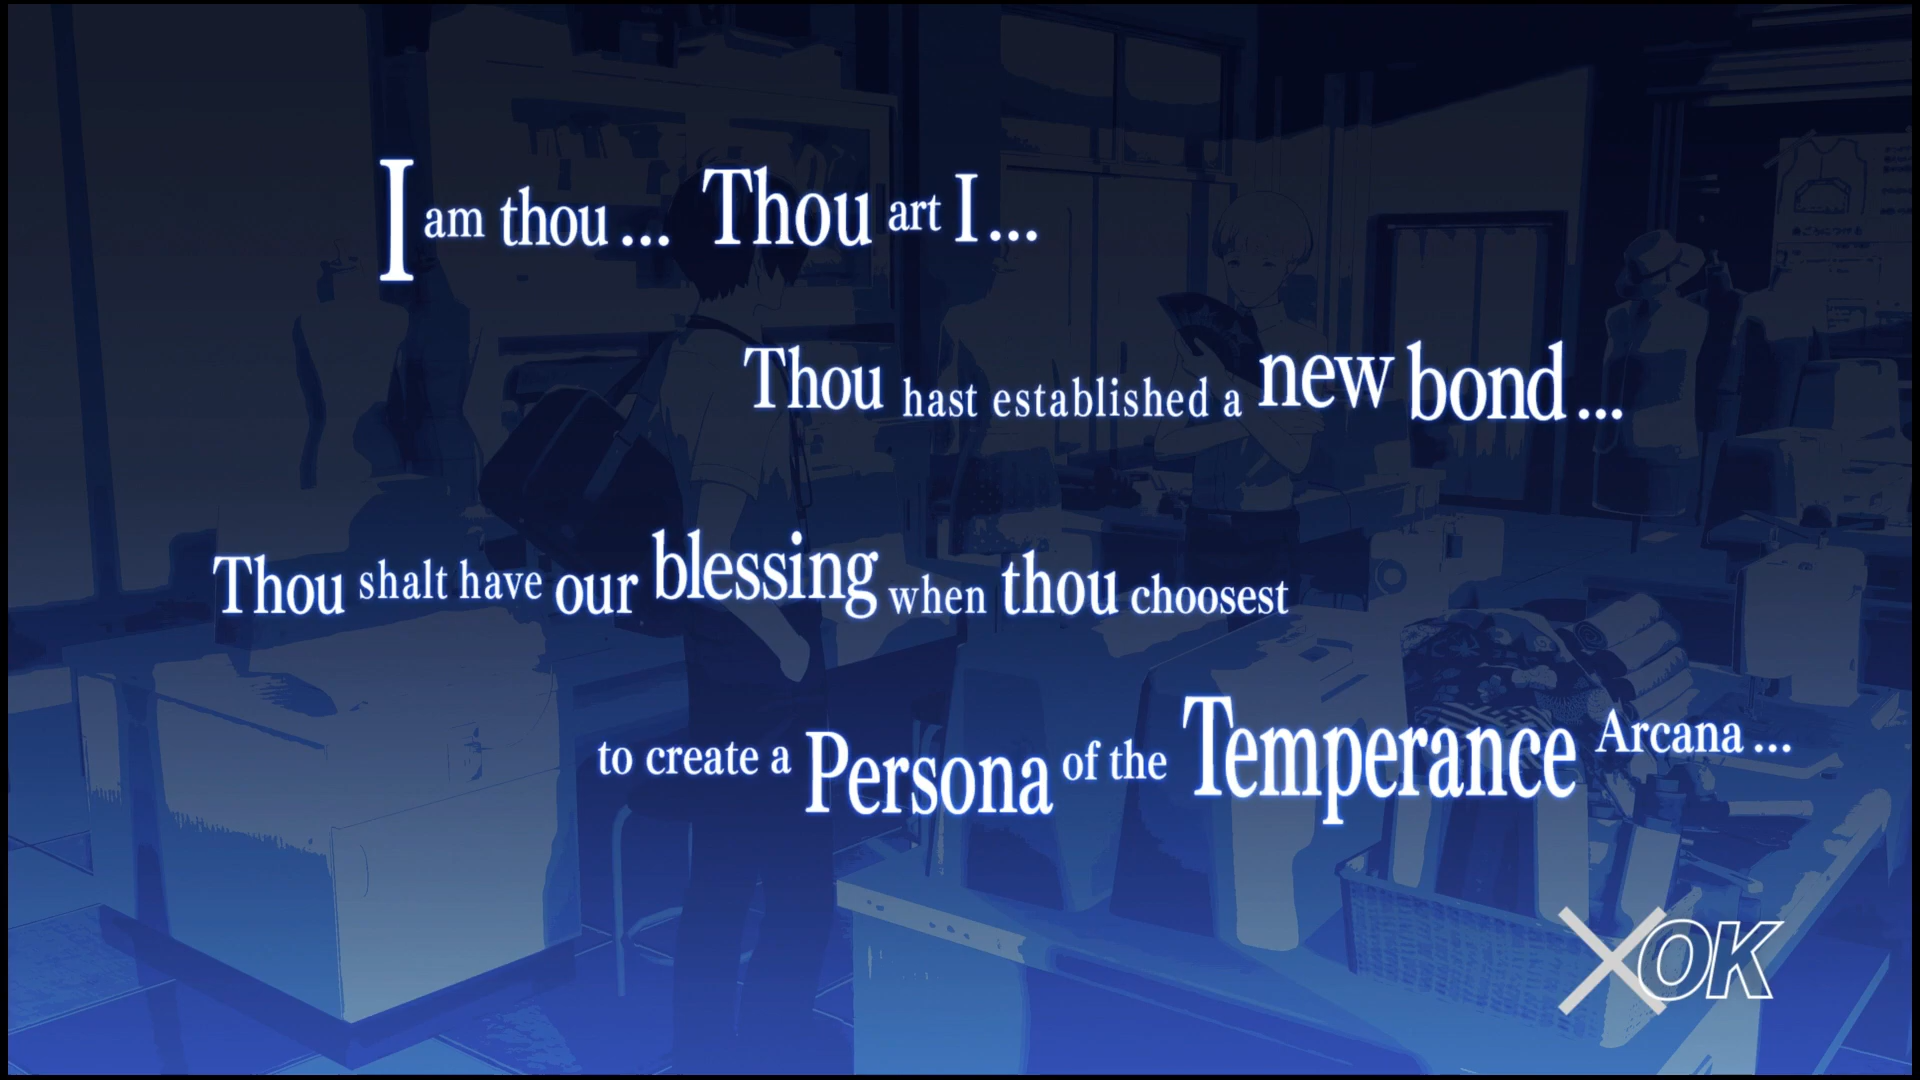 I am thou... Thou art I...
Thou hast established a new bond...
Thou shalt have our blessing when thou choosest
to create a Persona of the Temperance Arcana...
OK